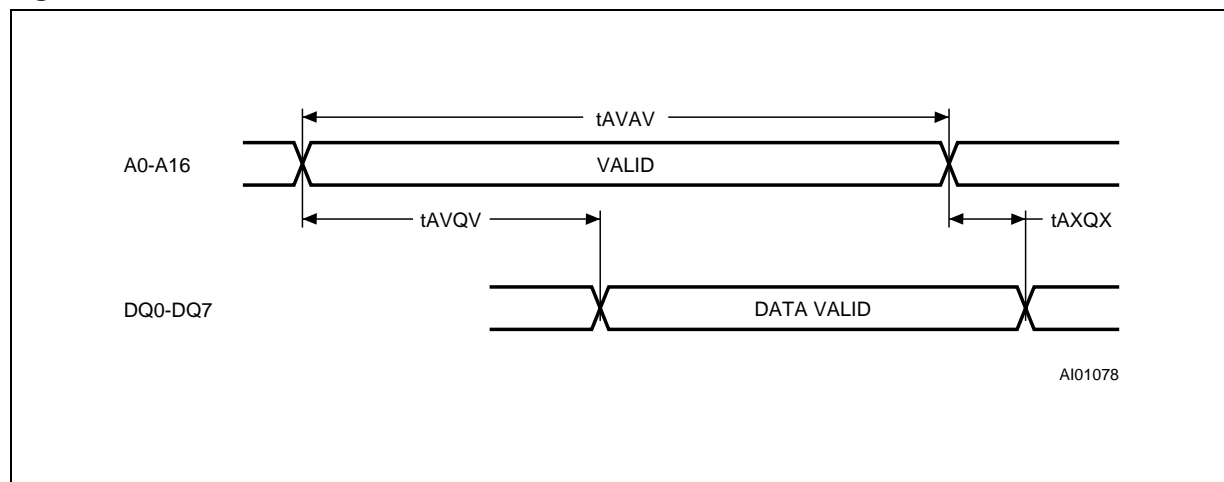 tAVAV
A0-A16
VALID
tAVQV
tAXQX
DQ0-DQ7
DATA VALID
AI01078